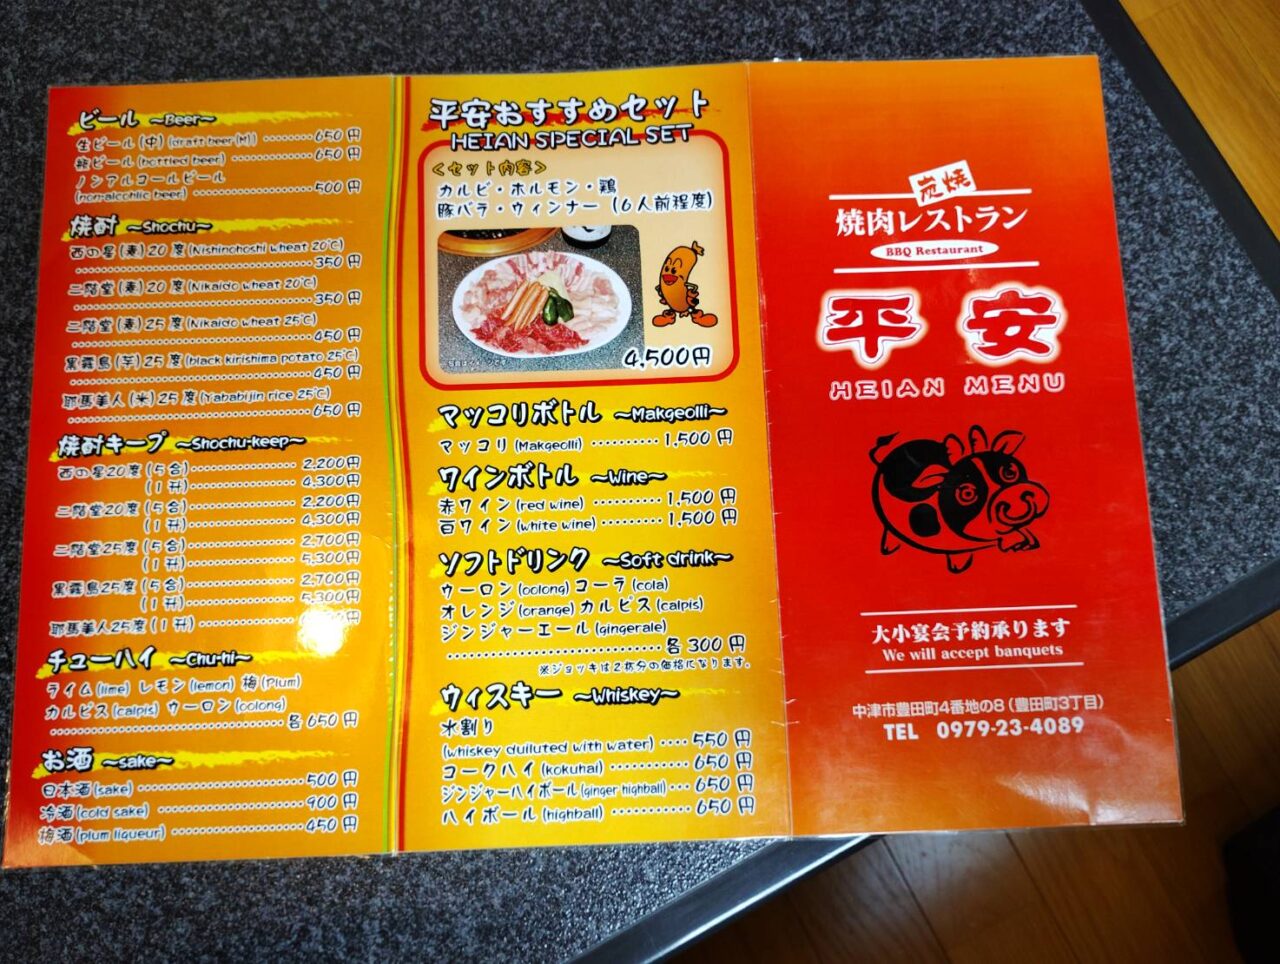 ビール ～Beer～
生ビール(中)(draft beer(M)) ········650円
瓶ビール(bottled beer) ············650円
ノンアルコールビール
(non-alcohlic beer) ··················500円
焼酎 ～Shochu～
西の星(麦)20度(Nishinohoshi wheat 20℃)
········································350円
二階堂(麦)20度(Nikaido wheat 20℃)
········································350円
二階堂(麦)25度(Nikaido wheat 25℃)
········································450円
黒霧島(芋)25度(black kirishima potato 25℃)
········································450円
耶馬美人(米)25度(Yababijin rice 25℃)
········································650円
焼酎キープ ～Shochu-keep～
西の星20度(5合)················2,200円
(1升)················4,300円
二階堂20度(5合)················2,200円
(1升)················4,300円
二階堂25度(5合)················2,700円
(1升)················5,300円
黒霧島25度(5合)················2,700円
(1升)················5,300円
耶馬美人25度(1升)················円
チューハイ ～Chu-hi～
ライム(lime) レモン(lemon) 梅(Plum)
カルピス(calpis) ウーロン(oolong)
···································各650円
お酒 ～sake～
日本酒(sake)·························500円
冷酒(cold sake) ····················900円
梅酒(plum liqueur) ·················450円
平安おすすめセット
HEIAN SPECIAL SET
＜セット内容＞
カルビ・ホルモン・鶏
豚バラ・ウィンナー (6人前程度)
4,500円
マッコリボトル ～Makgeolli～
マッコリ(Makgeolli) ·········1,500円
ワインボトル ～Wine～
赤ワイン(red wine) ·········1,500円
白ワイン(white wine) ·········1,500円
ソフトドリンク ～Soft drink～
ウーロン(oolong)コーラ(cola)
オレンジ(orange)カルピス(calpis)
ジンジャーエール(gingerale)
································各300円
※ジョッキは2杯分の価格になります。
ウィスキー ～Whiskey～
水割り
(whiskey duiluted with water) ····550円
コークハイ(kokuhai) ···········650円
ジンジャーハイボール(ginger highball)···650円
ハイボール(highball) ············650円
炭焼
焼肉レストラン
BBQ Restaurant
平安
HEIAN MENU
大小宴会予約承ります
We will accept banquets
中津市豊田町4番地の8(豊田町3丁目)
TEL 0979-23-4089